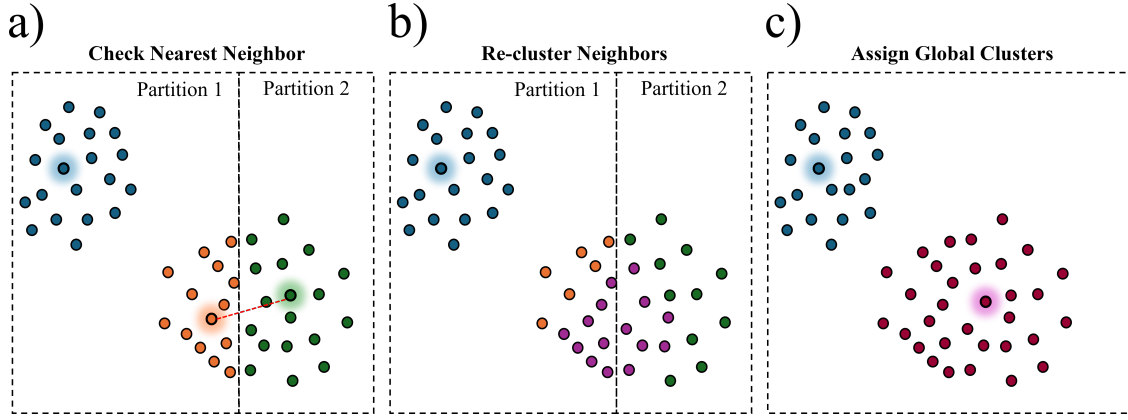 a)
Check Nearest Neighbor
Partition 1
Partition 2
b)
Re-cluster Neighbors
Partition 1
Partition 2
c)
Assign Global Clusters